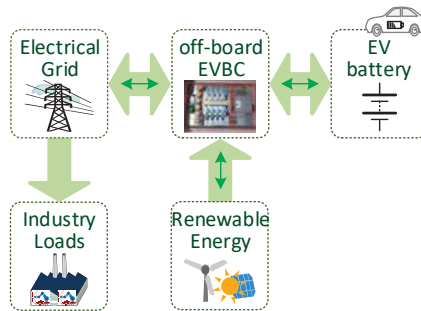 Electrical
Grid
off-board
EVBC
EV
battery
Industry
Loads
Renewable
Energy